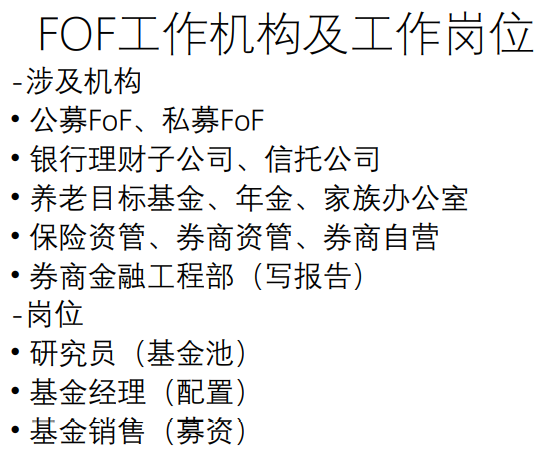 FOF工作机构及工作岗位
-涉及机构
• 公募FoF、私募FoF
• 银行理财子公司、信托公司
• 养老目标基金、年金、家族办公室
• 保险资管、券商资管、券商自营
• 券商金融工程部（写报告）
-岗位
• 研究员（基金池）
• 基金经理（配置）
• 基金销售（募资）